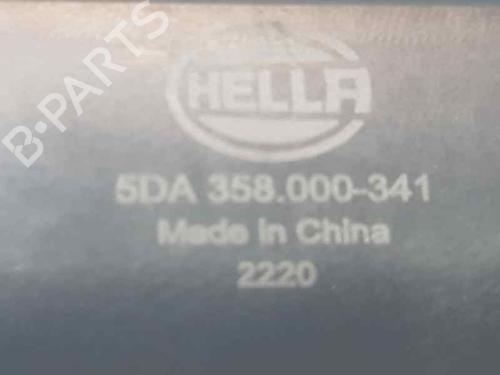 B-PARTS
HELLA
5DA 358.000-341
Made in China
2220